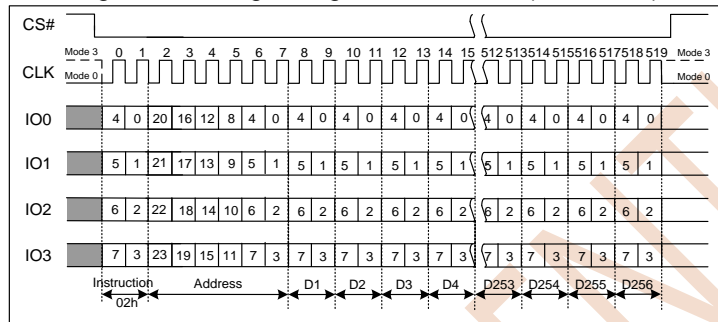 CS#
Mode 3 0 1 2 3 4 5 6 7 8 9 10 11 12 13 14 15 512 513 514 515 516 517 518 519 Mode 3
CLK
Mode 0 Mode 0
IO0 4 0 20 16 12 8 4 0 4 0 4 0 4 0 4 0 4 0 4 0 4 0 4 0
IO1 5 1 21 17 13 9 5 1 5 1 5 1 5 1 5 1 5 1 5 1 5 1 5 1
IO2 6 2 22 18 14 10 6 2 6 2 6 2 6 2 6 2 6 2 6 2 6 2 6 2
IO3 7 3 23 19 15 11 7 3 7 3 7 3 7 3 7 3 7 3 7 3 7 3 7 3
Instruction Address D1 D2 D3 D4 D253 D254 D255 D256
02h